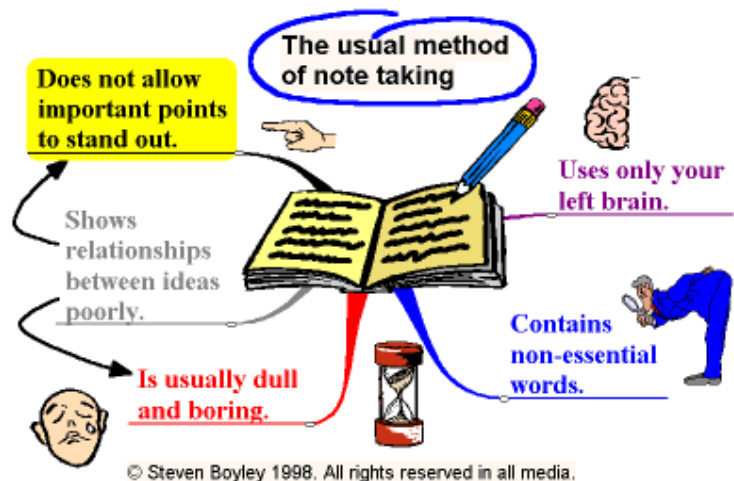 The usual method
of note taking
Does not allow
important points
to stand out.
Uses only your
left brain.
Shows
relationships
between ideas
poorly.
Contains
non-essential
words.
Is usually dull
and boring.
© Steven Boyley 1998. All rights reserved in all media.